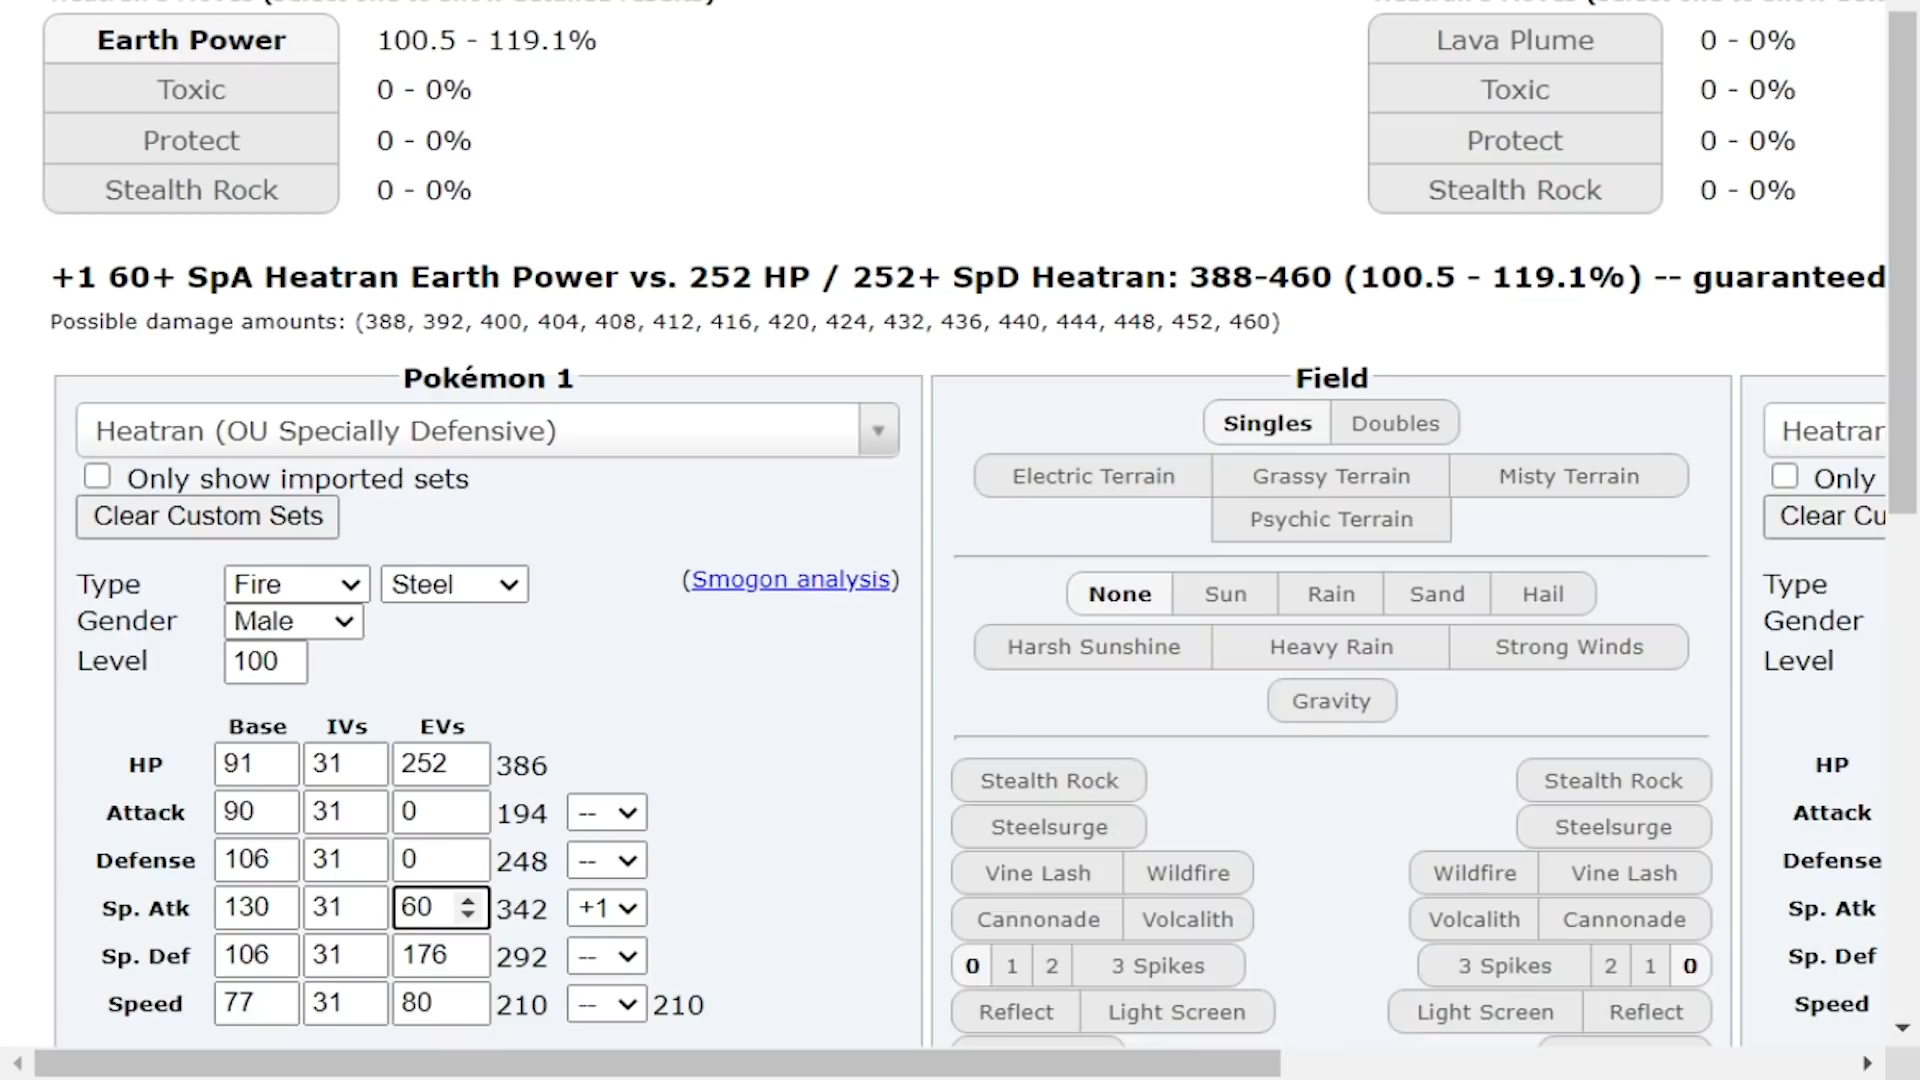 Earth Power 100.5 - 119.1%
Toxic 0 - 0%
Protect 0 - 0%
Stealth Rock 0 - 0%
Lava Plume 0 - 0%
Toxic 0 - 0%
Protect 0 - 0%
Stealth Rock 0 - 0%
+1 60+ SpA Heatran Earth Power vs. 252 HP / 252+ SpD Heatran: 388-460 (100.5 - 119.1%) -- guaranteed
Possible damage amounts: (388, 392, 400, 404, 408, 412, 416, 420, 424, 432, 436, 440, 444, 448, 452, 460)
Pokémon 1
Heatran (OU Specially Defensive)
Only show imported sets
Clear Custom Sets
Type Fire Steel (Smogon analysis)
Gender Male
Level 100
Base IVs EVs
HP 91 31 252 386
Attack 90 31 0 194 --
Defense 106 31 0 248 --
Sp. Atk 130 31 60 342 +1
Sp. Def 106 31 176 292 --
Speed 77 31 80 210 -- 210
Field
Singles Doubles
Electric Terrain Grassy Terrain Misty Terrain
Psychic Terrain
None Sun Rain Sand Hail
Harsh Sunshine Heavy Rain Strong Winds
Gravity
Stealth Rock Stealth Rock
Steelsurge Steelsurge
Vine Lash Wildfire Wildfire Vine Lash
Cannonade Volcalith Volcalith Cannonade
0 1 2 3 Spikes 3 Spikes 2 1 0
Reflect Light Screen Light Screen Reflect
Only
Type
Gender
Level
HP
Attack
Defense
Sp. Atk
Sp. Def
Speed